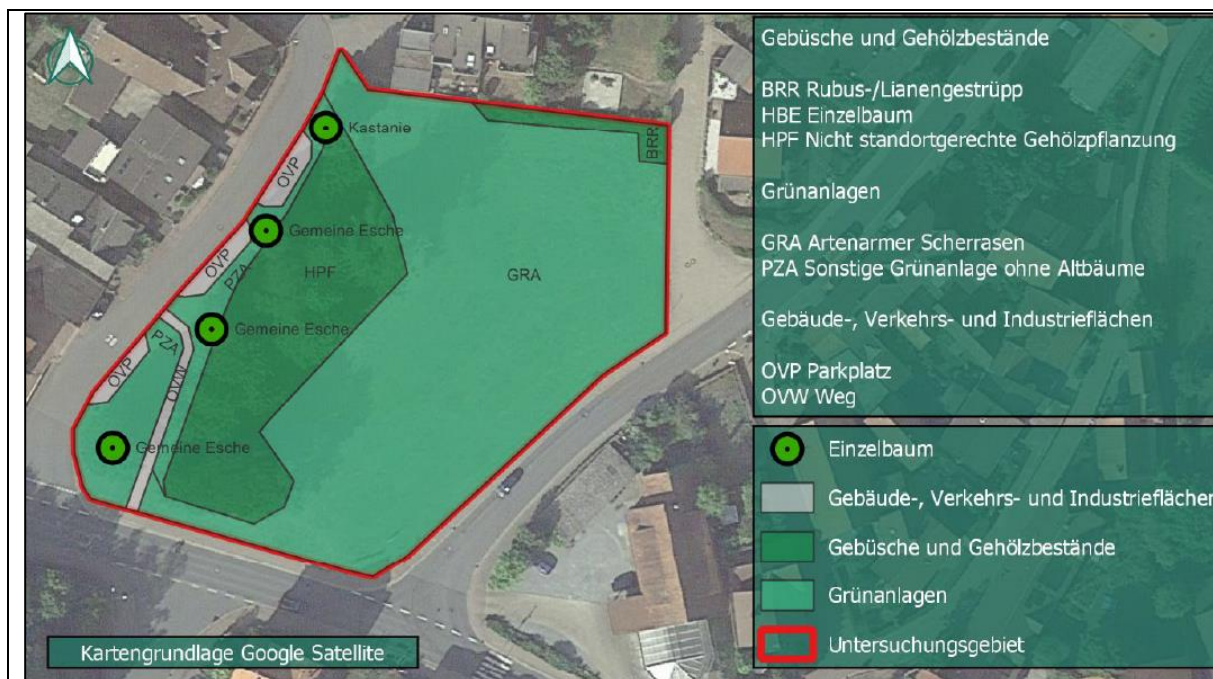 Kastanie
OVP
BRR
Gemeine Esche
OVP
PZA
HPF
GRA
Gemeine Esche
PZA
OVP
OVW
Gemeine Esche
Kartengrundlage Google Satellite
Gebüsche und Gehölzbestände
BRR Rubus-/Lianengestrüpp
HBE Einzelbaum
HPF Nicht standortgerechte Gehölzpflanzung
Grünanlagen
GRA Artenarmer Scherrasen
PZA Sonstige Grünanlage ohne Altbäume
Gebäude-, Verkehrs- und Industrieflächen
OVP Parkplatz
OVW Weg
Einzelbaum
Gebäude-, Verkehrs- und Industrieflächen
Gebüsche und Gehölzbestände
Grünanlagen
Untersuchungsgebiet